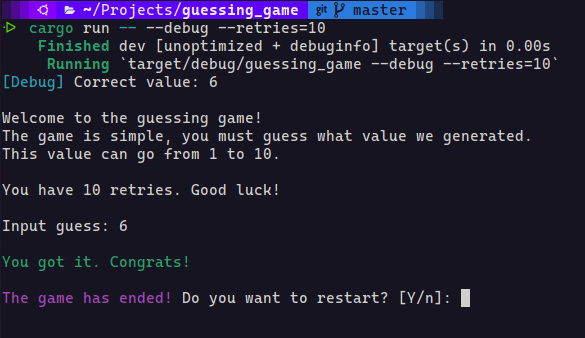 ~/Projects/guessing_game git master
cargo run -- --debug --retries=10
Finished dev [unoptimized + debuginfo] target(s) in 0.00s
Running `target/debug/guessing_game --debug --retries=10`
[Debug] Correct value: 6
Welcome to the guessing game!
The game is simple, you must guess what value we generated.
This value can go from 1 to 10.
You have 10 retries. Good luck!
Input guess: 6
You got it. Congrats!
The game has ended! Do you want to restart? [Y/n]: